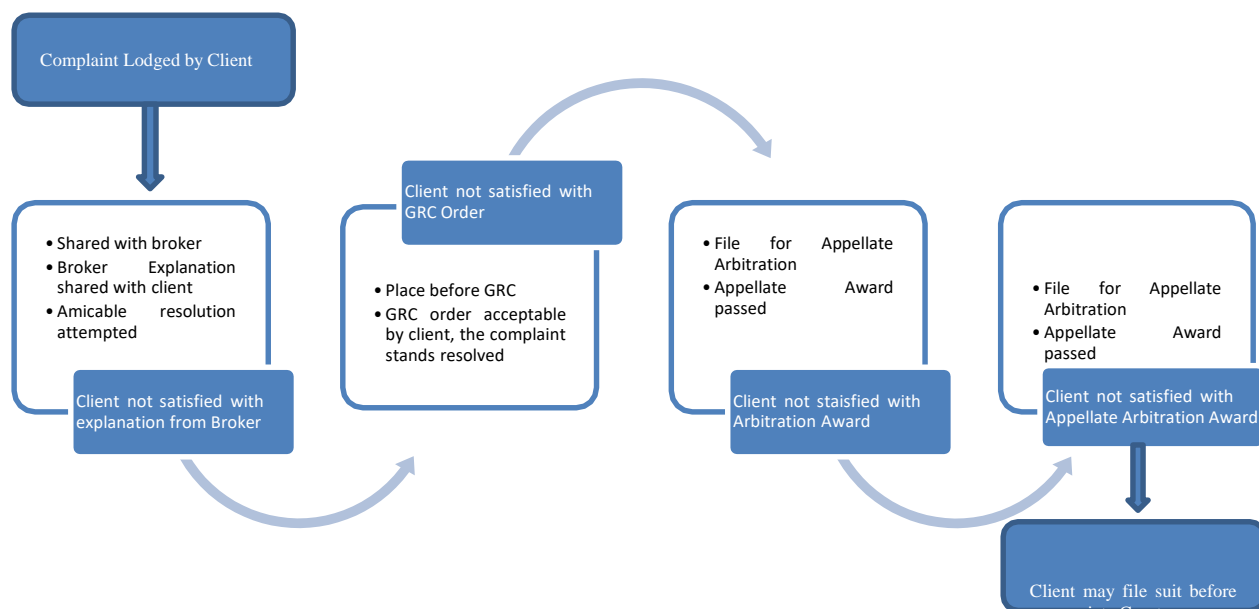 Complaint Lodged by Client
• Shared with broker
• Broker Explanation
shared with client
• Amicable resolution
attempted
Client not satisfied with
explanation from Broker
Client not satisfied with
GRC Order
• Place before GRC
• GRC order acceptable
by client, the complaint
stands resolved
• File for Appellate
Arbitration
• Appellate Award
passed
Client not staisfied with
Arbitration Award
• File for Appellate
Arbitration
• Appellate Award
passed
Client not satisfied with
Appellate Arbitration Award
Client may file suit before